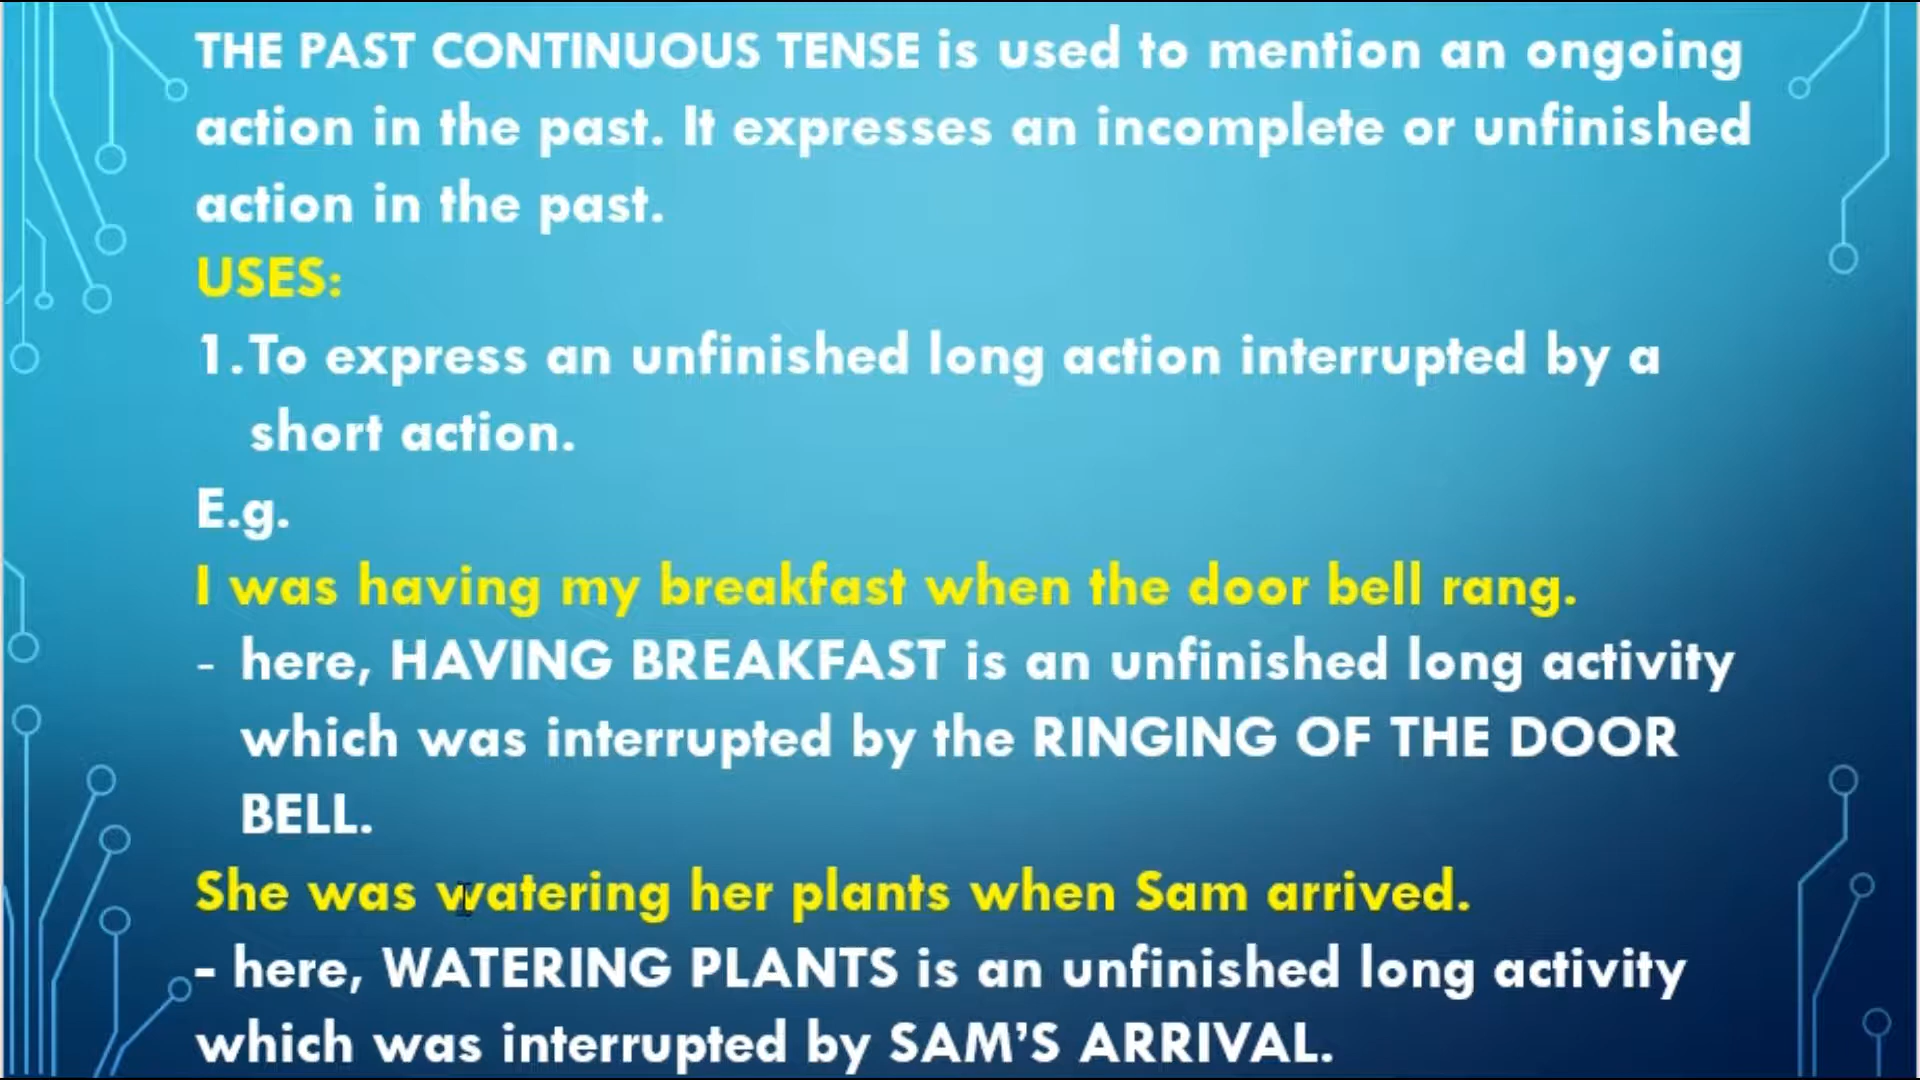 THE PAST CONTINUOUS TENSE is used to mention an ongoing
action in the past. It expresses an incomplete or unfinished
action in the past.
USES:
1.To express an unfinished long action interrupted by a
short action.
E.g.
I was having my breakfast when the door bell rang.
- here, HAVING BREAKFAST is an unfinished long activity
which was interrupted by the RINGING OF THE DOOR
BELL.
She was watering her plants when Sam arrived.
- here, WATERING PLANTS is an unfinished long activity
which was interrupted by SAM'S ARRIVAL.